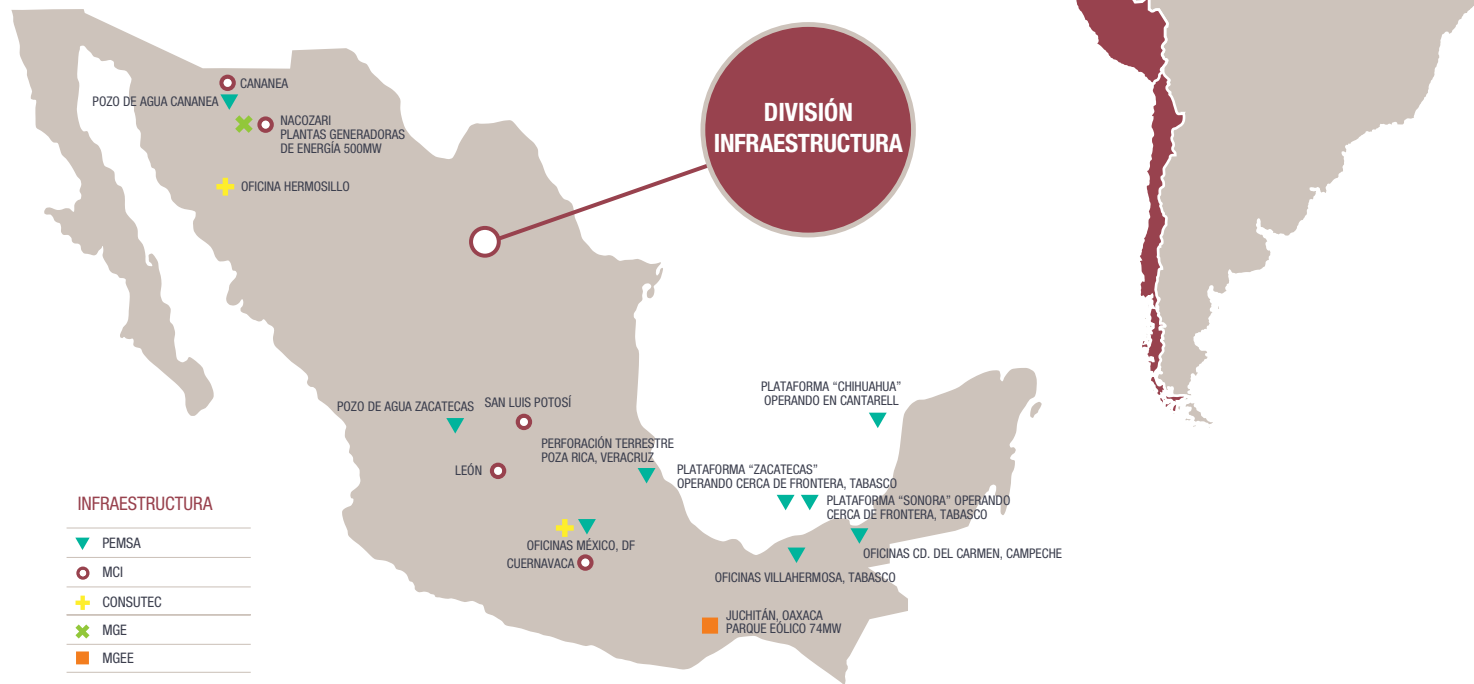 DIVISIÓN
INFRAESTRUCTURA
CANANEA
POZO DE AGUA CANANEA
NACOZARI
PLANTAS GENERADORAS
DE ENERGÍA 500MW
OFICINA HERMOSILLO
PLATAFORMA “CHIHUAHUA”
OPERANDO EN CANTARELL
POZO DE AGUA ZACATECAS
SAN LUIS POTOSÍ
PERFORACIÓN TERRESTRE
POZA RICA, VERACRUZ
LEÓN
PLATAFORMA “ZACATECAS”
OPERANDO CERCA DE FRONTERA, TABASCO
PLATAFORMA “SONORA” OPERANDO
CERCA DE FRONTERA, TABASCO
OFICINAS MÉXICO, DF
CUERNAVACA
OFICINAS CD. DEL CARMEN, CAMPECHE
OFICINAS VILLAHERMOSA, TABASCO
JUCHITÁN, OAXACA
PARQUE EÓLICO 74MW
INFRAESTRUCTURA
PEMSA
MCI
CONSUTEC
MGE
MGEE